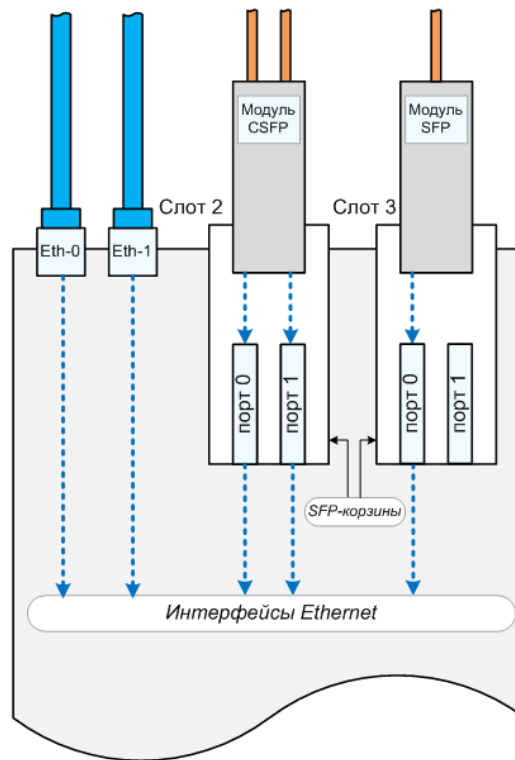 Модуль
CSFP
Модуль
SFP
Слот 2
Слот 3
Eth-0
Eth-1
порт 0
порт 1
порт 0
порт 1
SFP-корзины
Интерфейсы Ethernet